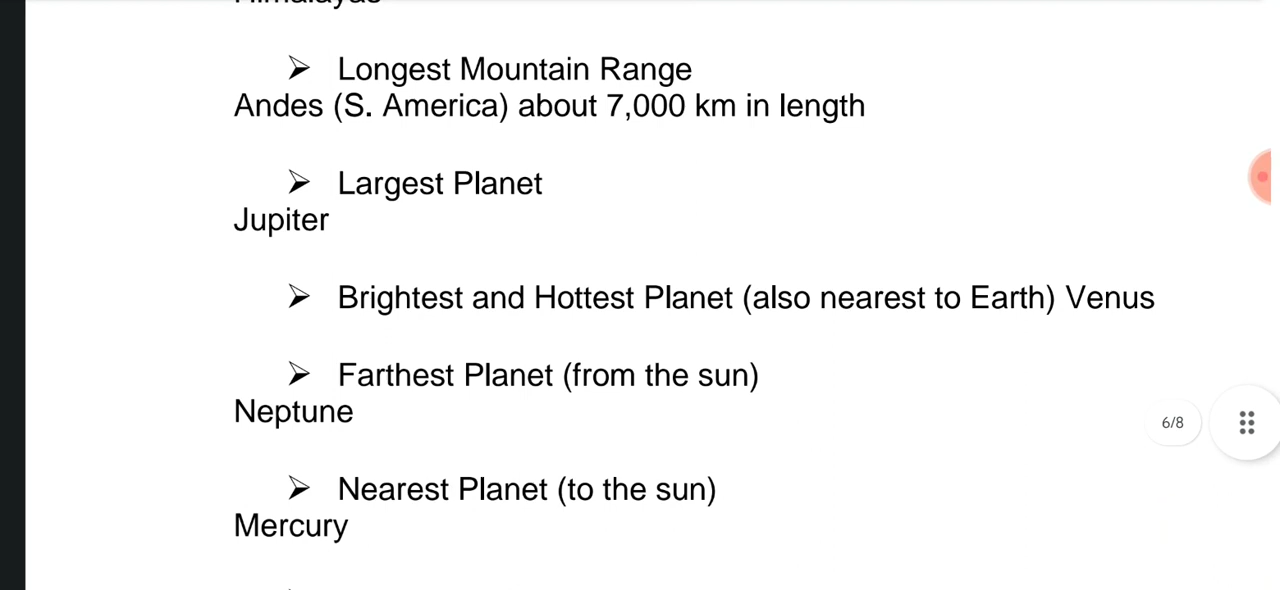 Himalayas
➢ Longest Mountain Range
Andes (S. America) about 7,000 km in length
➢ Largest Planet
Jupiter
➢ Brightest and Hottest Planet (also nearest to Earth) Venus
➢ Farthest Planet (from the sun)
Neptune
6/8
➢ Nearest Planet (to the sun)
Mercury